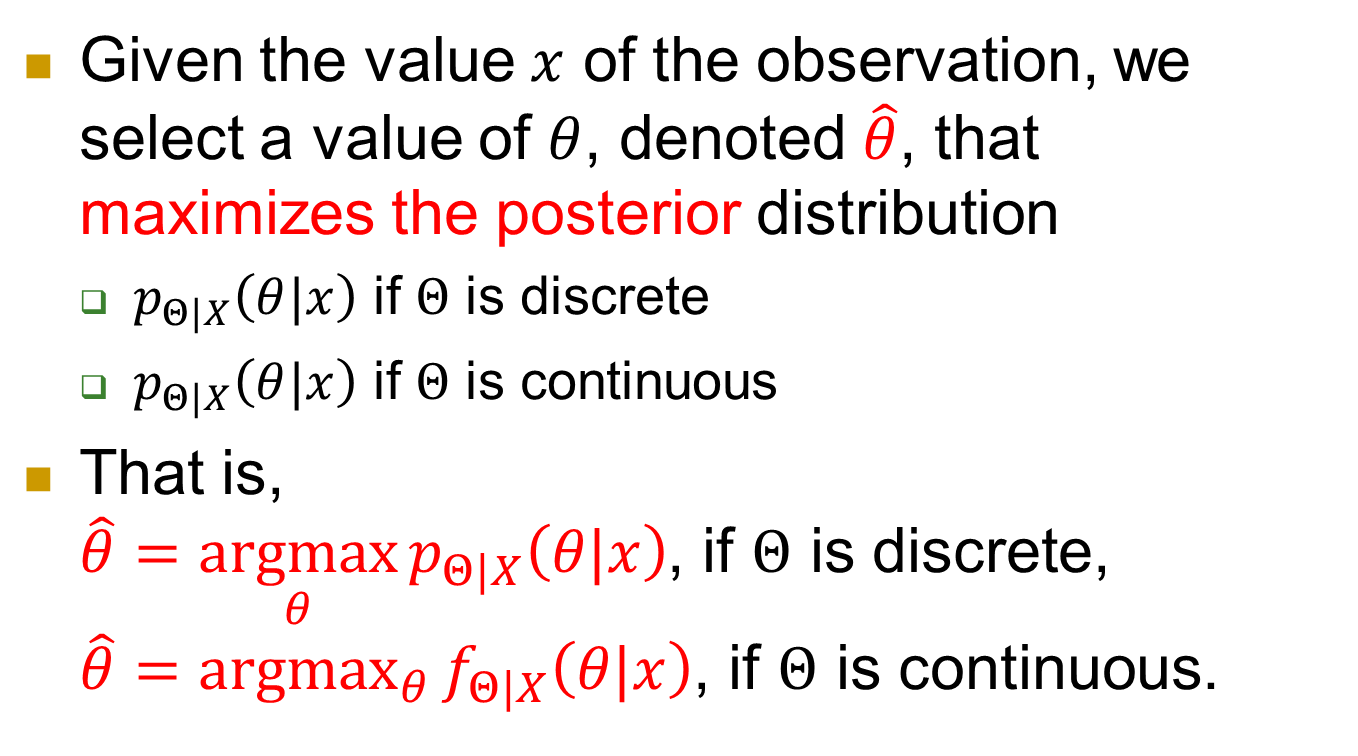 Given the value 𝑥 of the observation, we
select a value of 𝜃, denoted 𝜃̂, that
maximizes the posterior distribution
𝑝Θ|𝑋(𝜃|𝑥) if Θ is discrete
𝑝Θ|𝑋(𝜃|𝑥) if Θ is continuous
That is,
𝜃̂ = argmax𝜃 𝑝Θ|𝑋(𝜃|𝑥), if Θ is discrete,
𝜃̂ = argmax𝜃 𝑓Θ|𝑋(𝜃|𝑥), if Θ is continuous.